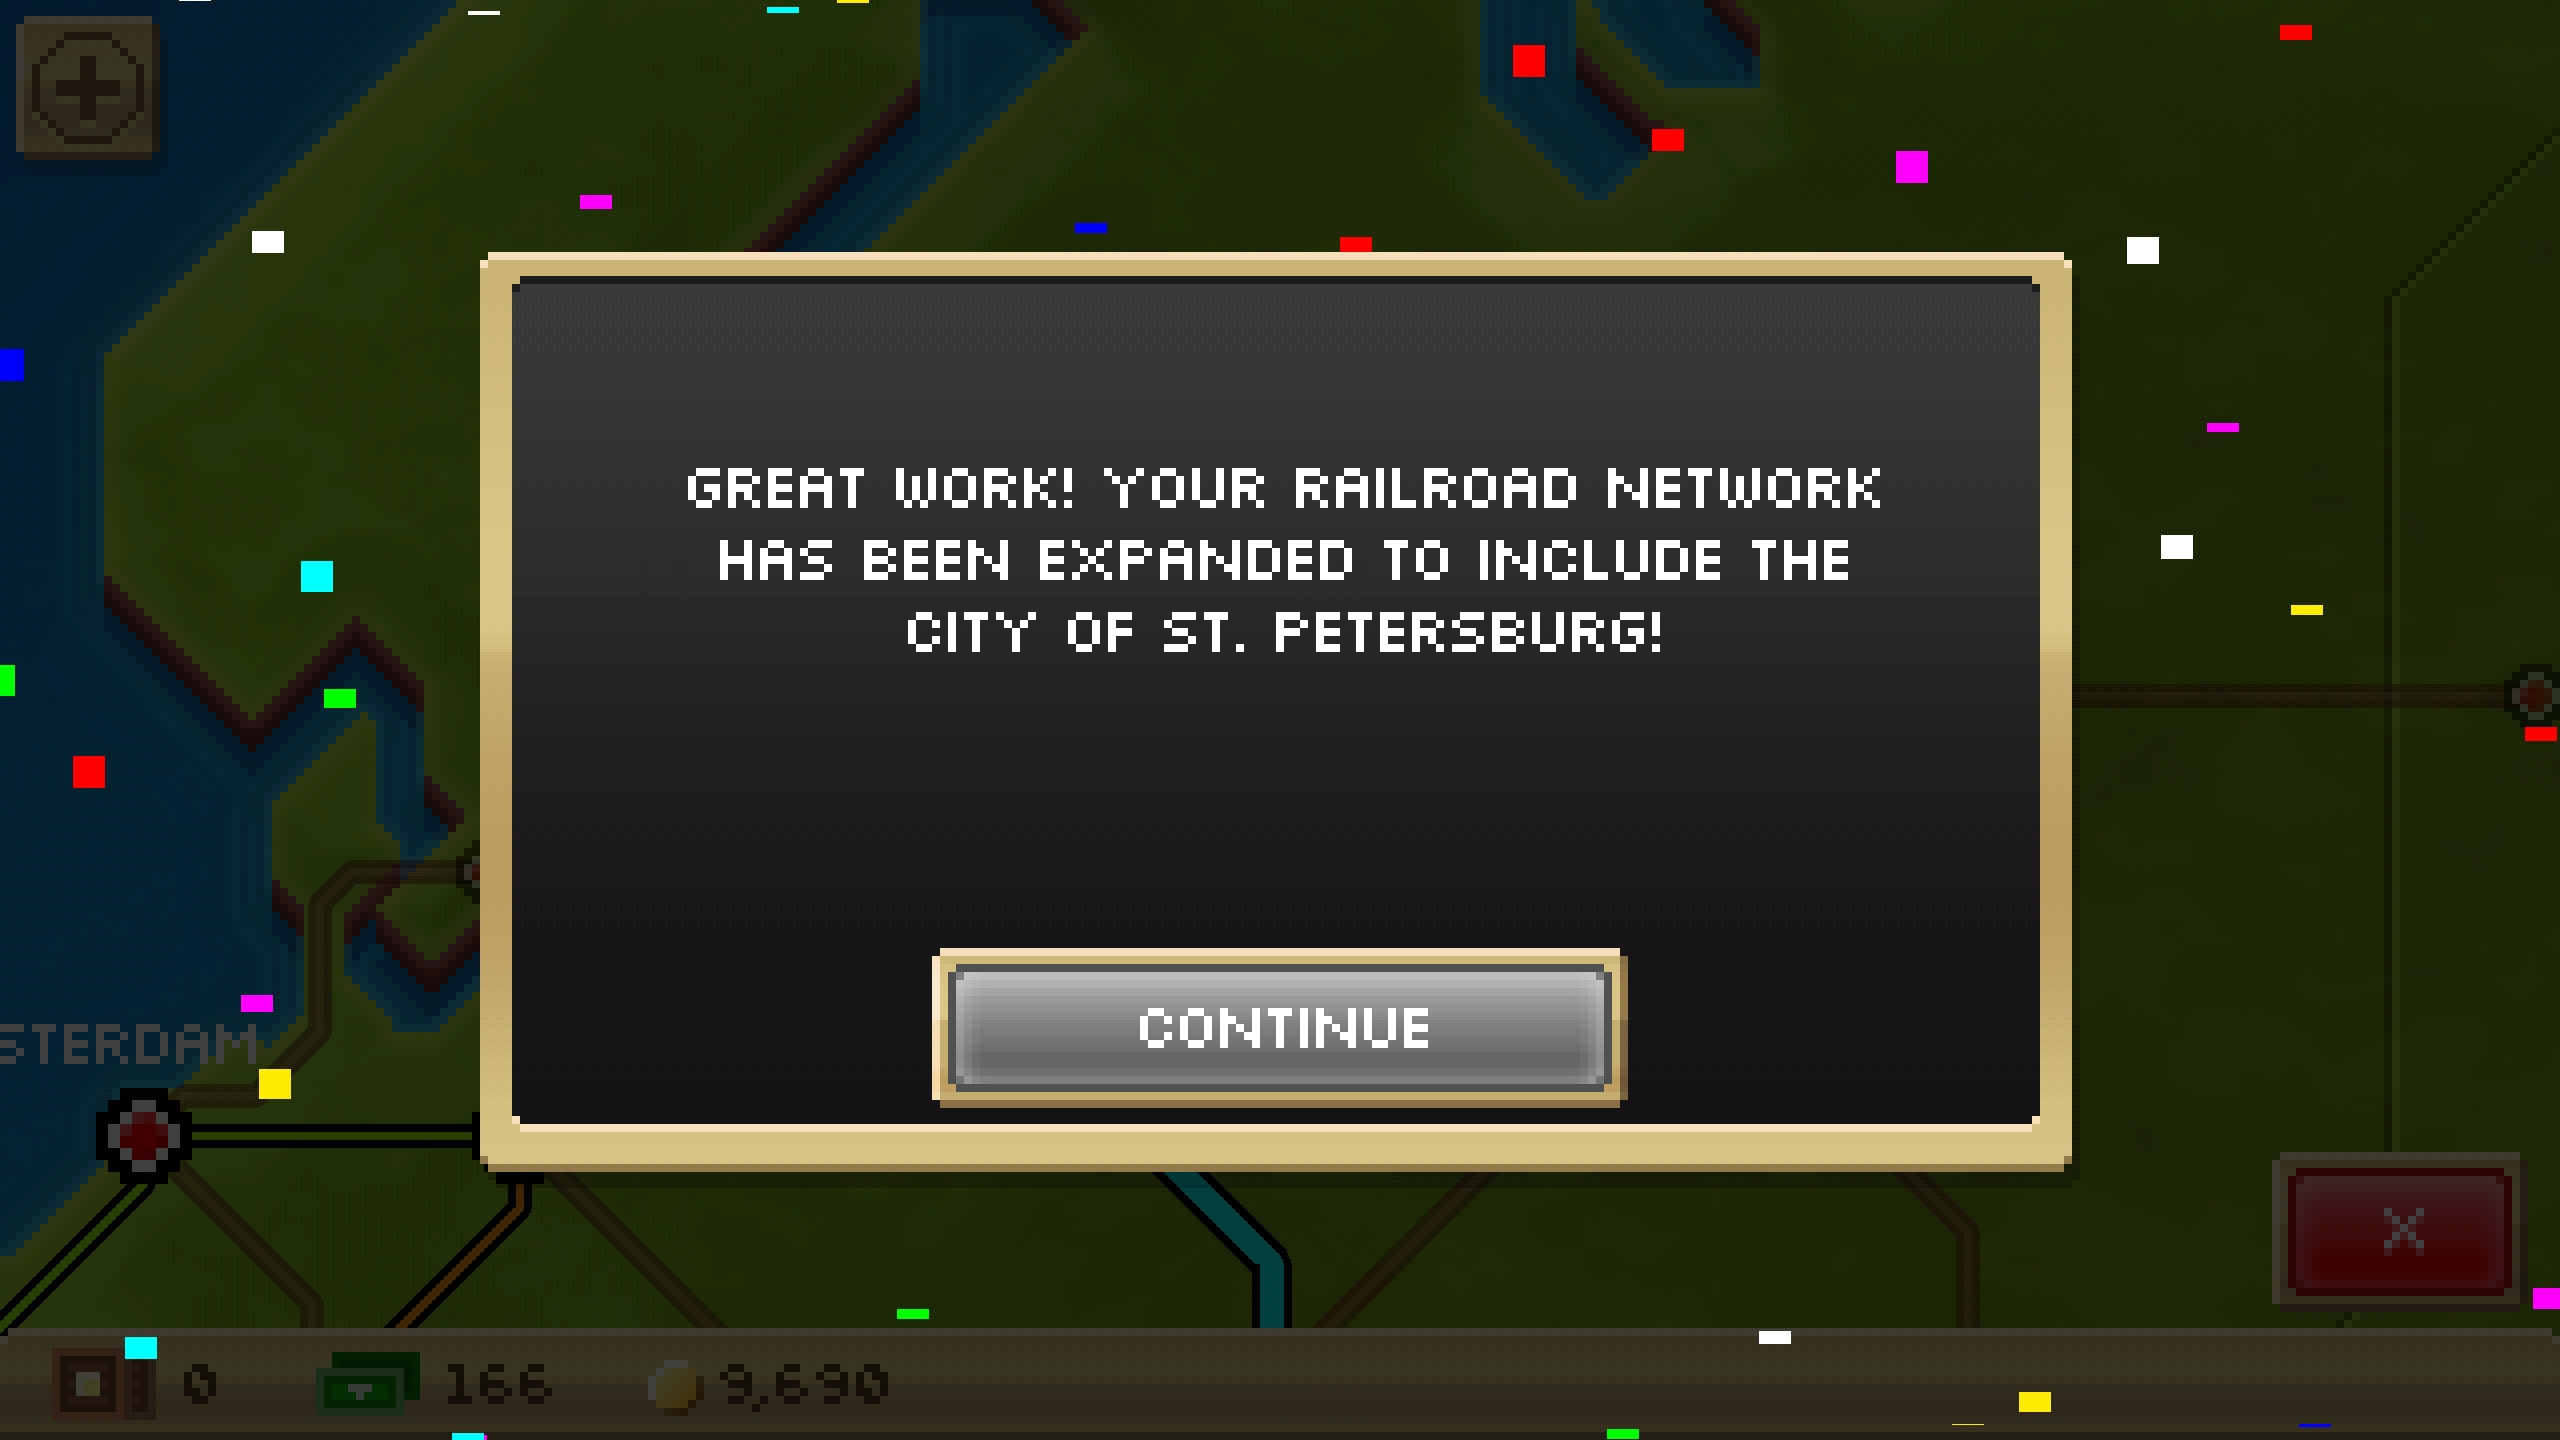 GREAT WORK! YOUR RAILROAD NETWORK
HAS BEEN EXPANDED TO INCLUDE THE
CITY OF ST. PETERSBURG!
CONTINUE
STERDAM
X
0
166
9,690